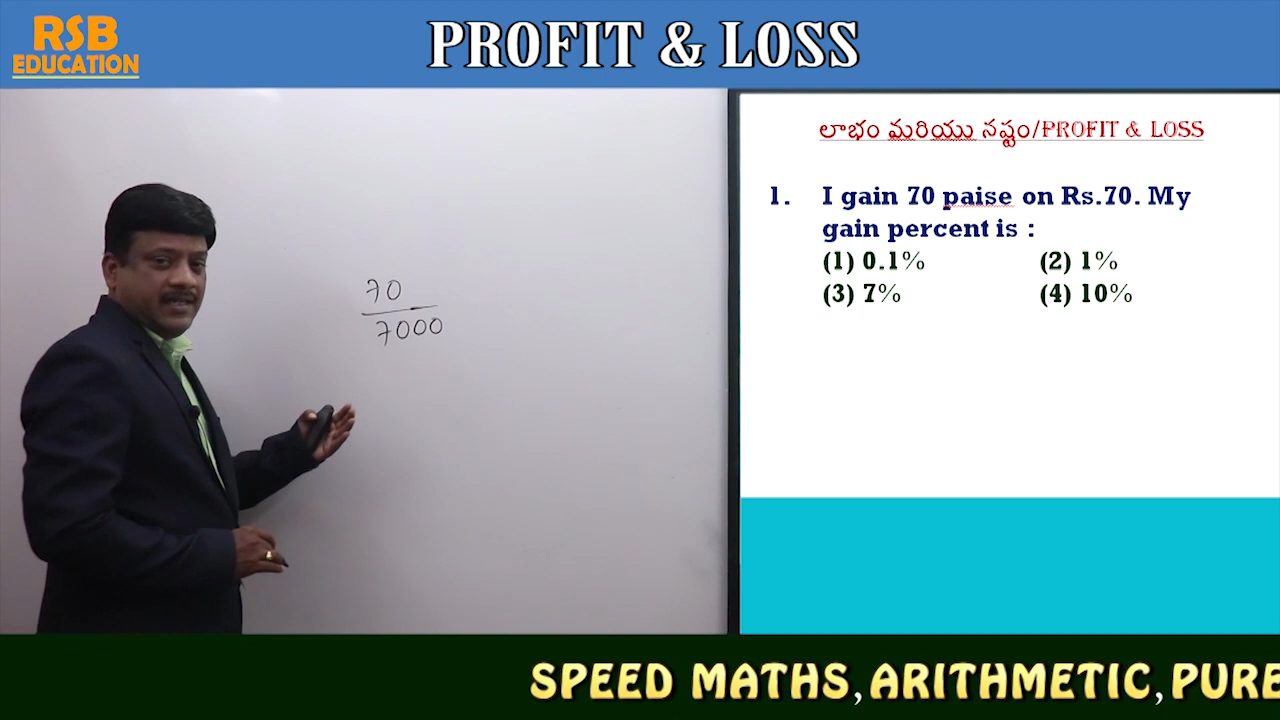 RSB
EDUCATION
PROFIT & LOSS
లాభం మరియు నష్టం/PROFIT & LOSS
1. I gain 70 paise on Rs.70. My
gain percent is :
(1) 0.1% (2) 1%
(3) 7% (4) 10%
70
7000
SPEED MATHS, ARITHMETIC, PURE